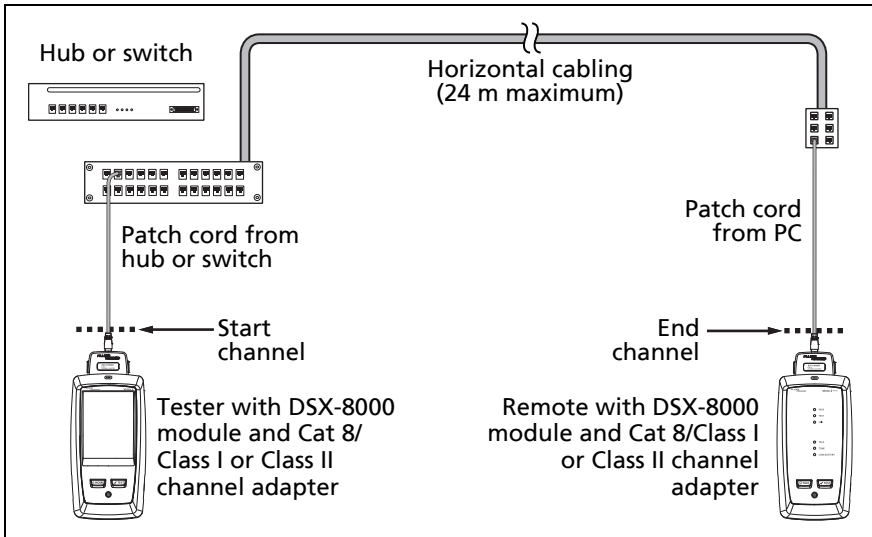 Hub or switch
Horizontal cabling
(24 m maximum)
Patch cord from
hub or switch
Patch cord
from PC
Start
channel
End
channel
Tester with DSX-8000
module and Cat 8/
Class I or Class II
channel adapter
Remote with DSX-8000
module and Cat 8/Class I
or Class II channel
adapter